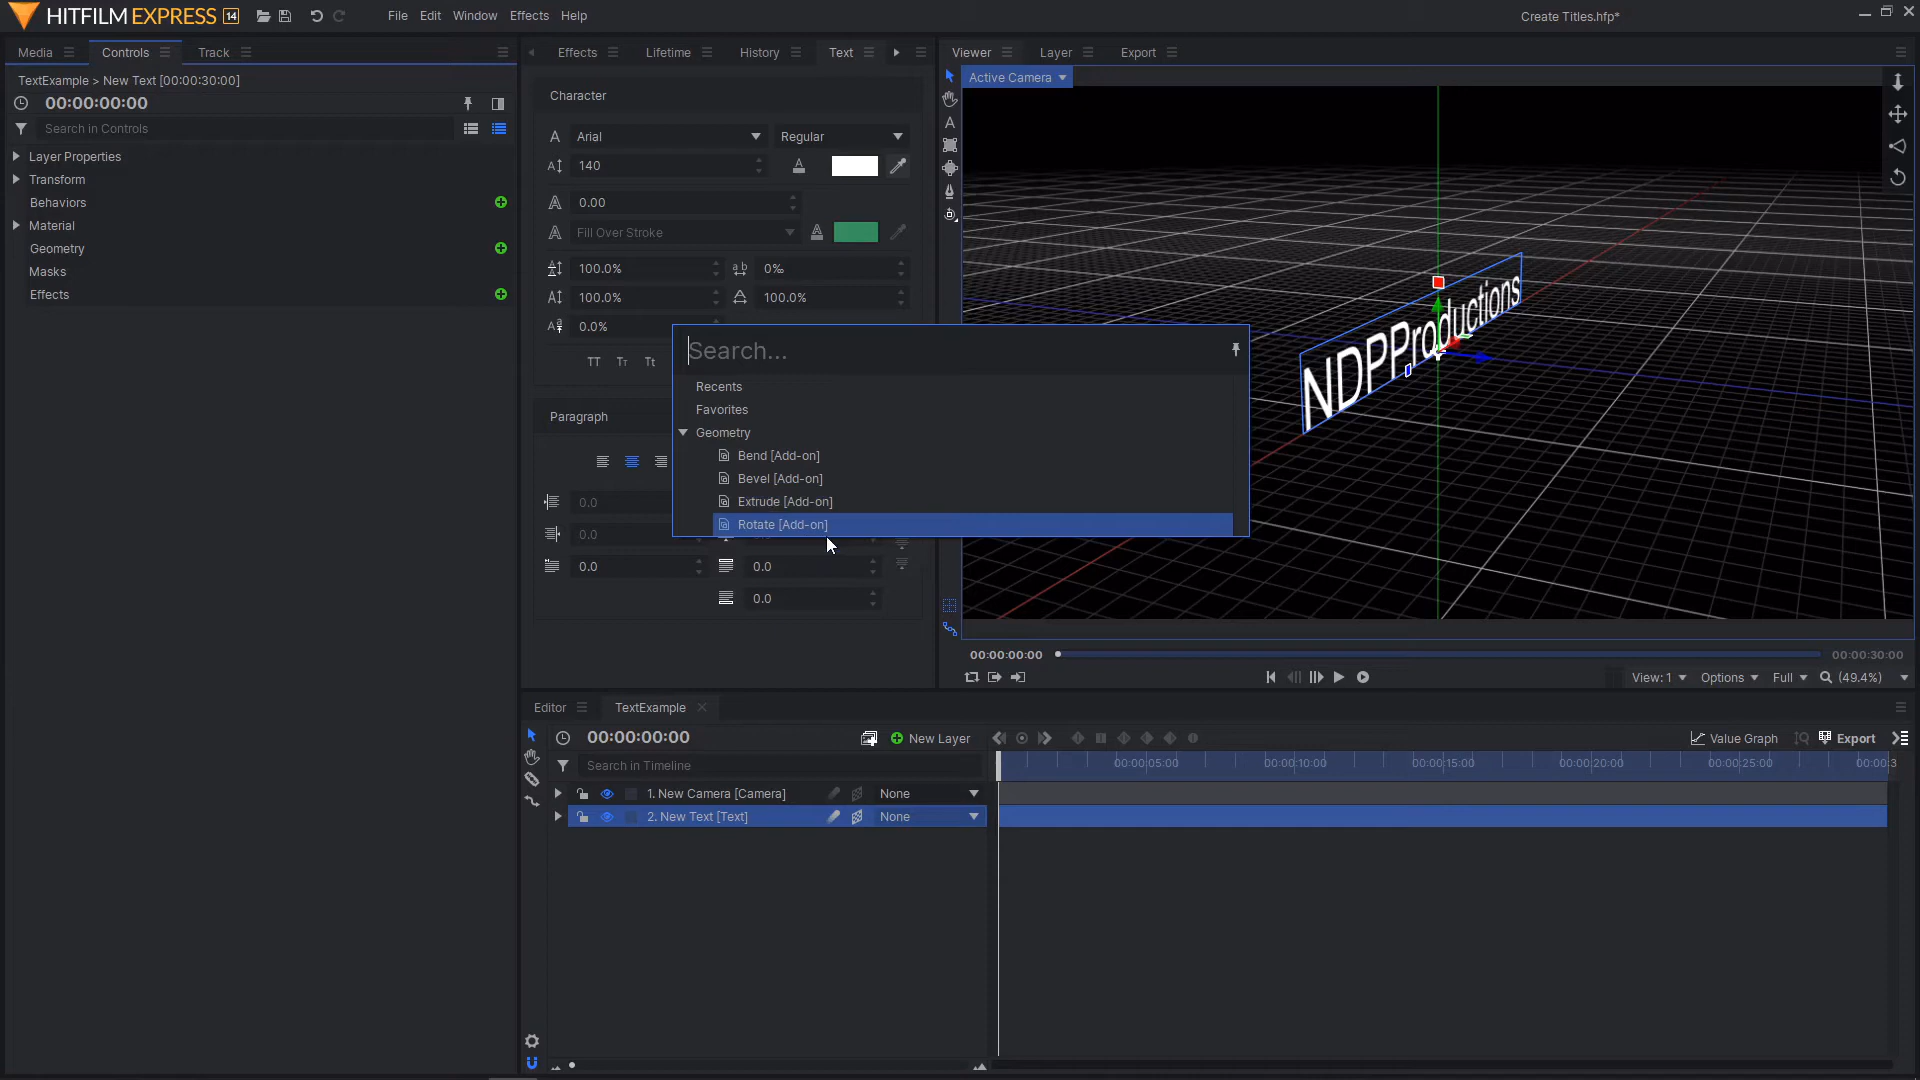 HITFILM EXPRESS 14
File Edit Window Effects Help
Create Titles.hfp*
Media Controls Track
TextExample > New Text [00:00:30:00]
00:00:00:00
Search in Controls
Layer Properties
Transform
Behaviors
Material
Geometry
Masks
Effects
Effects Lifetime History Text
Character
Arial Regular
140
0.00
Fill Over Stroke
100.0% 0‰
100.0% 100.0%
0.0%
TT Tт Tt
Paragraph
0.0
0.0
0.0 0.0
0.0
Search...
Recents
Favorites
Geometry
Bend [Add-on]
Bevel [Add-on]
Extrude [Add-on]
Rotate [Add-on]
Viewer Layer Export
Active Camera
NDPProductions
00:00:00:00 00:00:30:00
View: 1 Options Full (49.4%)
Editor TextExample
00:00:00:00 New Layer Value Graph Export
Search in Timeline
00:00:05:00 00:00:10:00 00:00:15:00 00:00:20:00 00:00:25:00 00:00:3
1. New Camera [Camera] None
2. New Text [Text] None